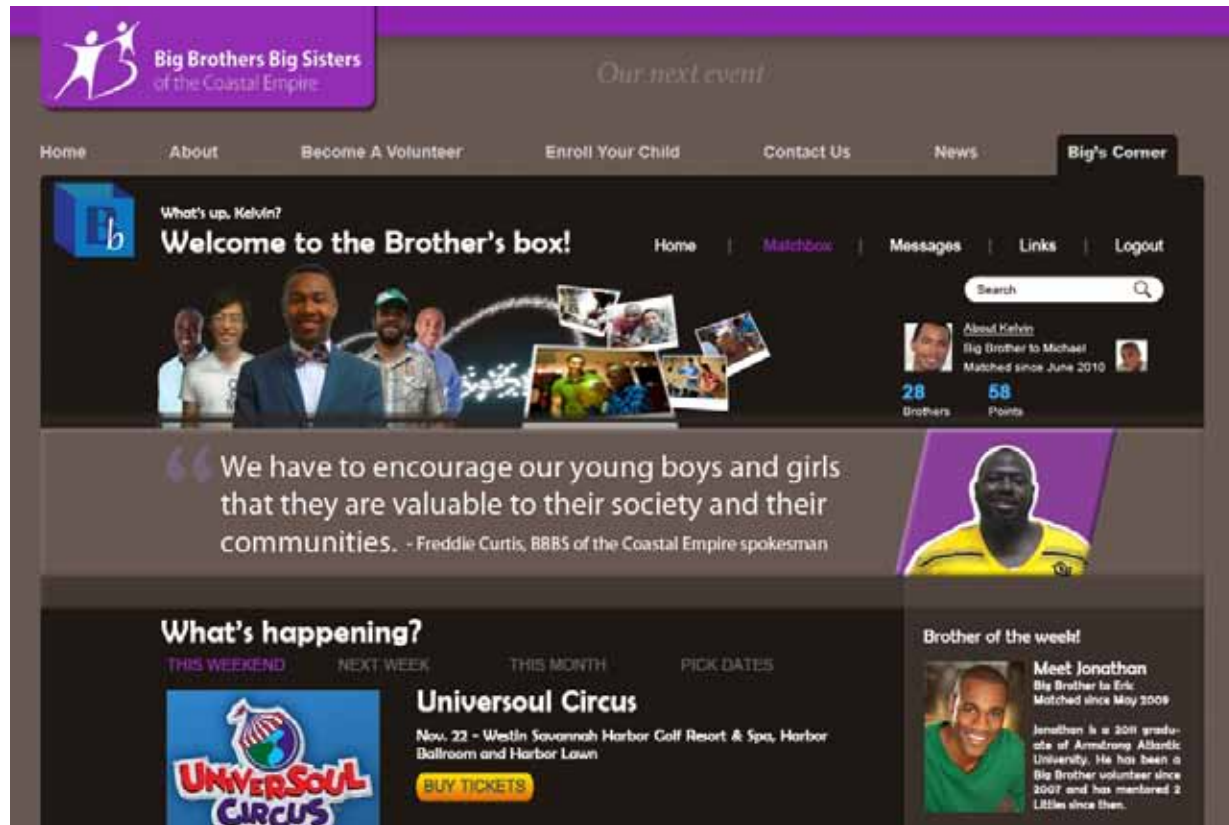 Big Brothers Big Sisters
of the Coastal Empire
Our next event
Home About Become A Volunteer Enroll Your Child Contact Us News Big's Corner
Bb
What's up, Kelvin?
Welcome to the Brother's box!
Home | Matchbox | Messages | Links | Logout
Search
About Kelvin
Big Brother to Michael
Matched since June 2010
28 58
Brothers Points
“ We have to encourage our young boys and girls
that they are valuable to their society and their
communities. - Freddie Curtis, BBBS of the Coastal Empire spokesman
What's happening?
THIS WEEKEND NEXT WEEK THIS MONTH PICK DATES
UNIVERSOUL
CIRCUS
Universoul Circus
Nov. 22 - Westin Savannah Harbor Golf Resort & Spa, Harbor
Ballroom and Harbor Lawn
BUY TICKETS
Brother of the week!
Meet Jonathan
Big Brother to Eric
Matched since May 2009
Jonathan is a 2011 gradu-
ate of Armstrong Atlantic
University. He has been a
Big Brother volunteer since
2007 and has mentored 2
Littles since then.